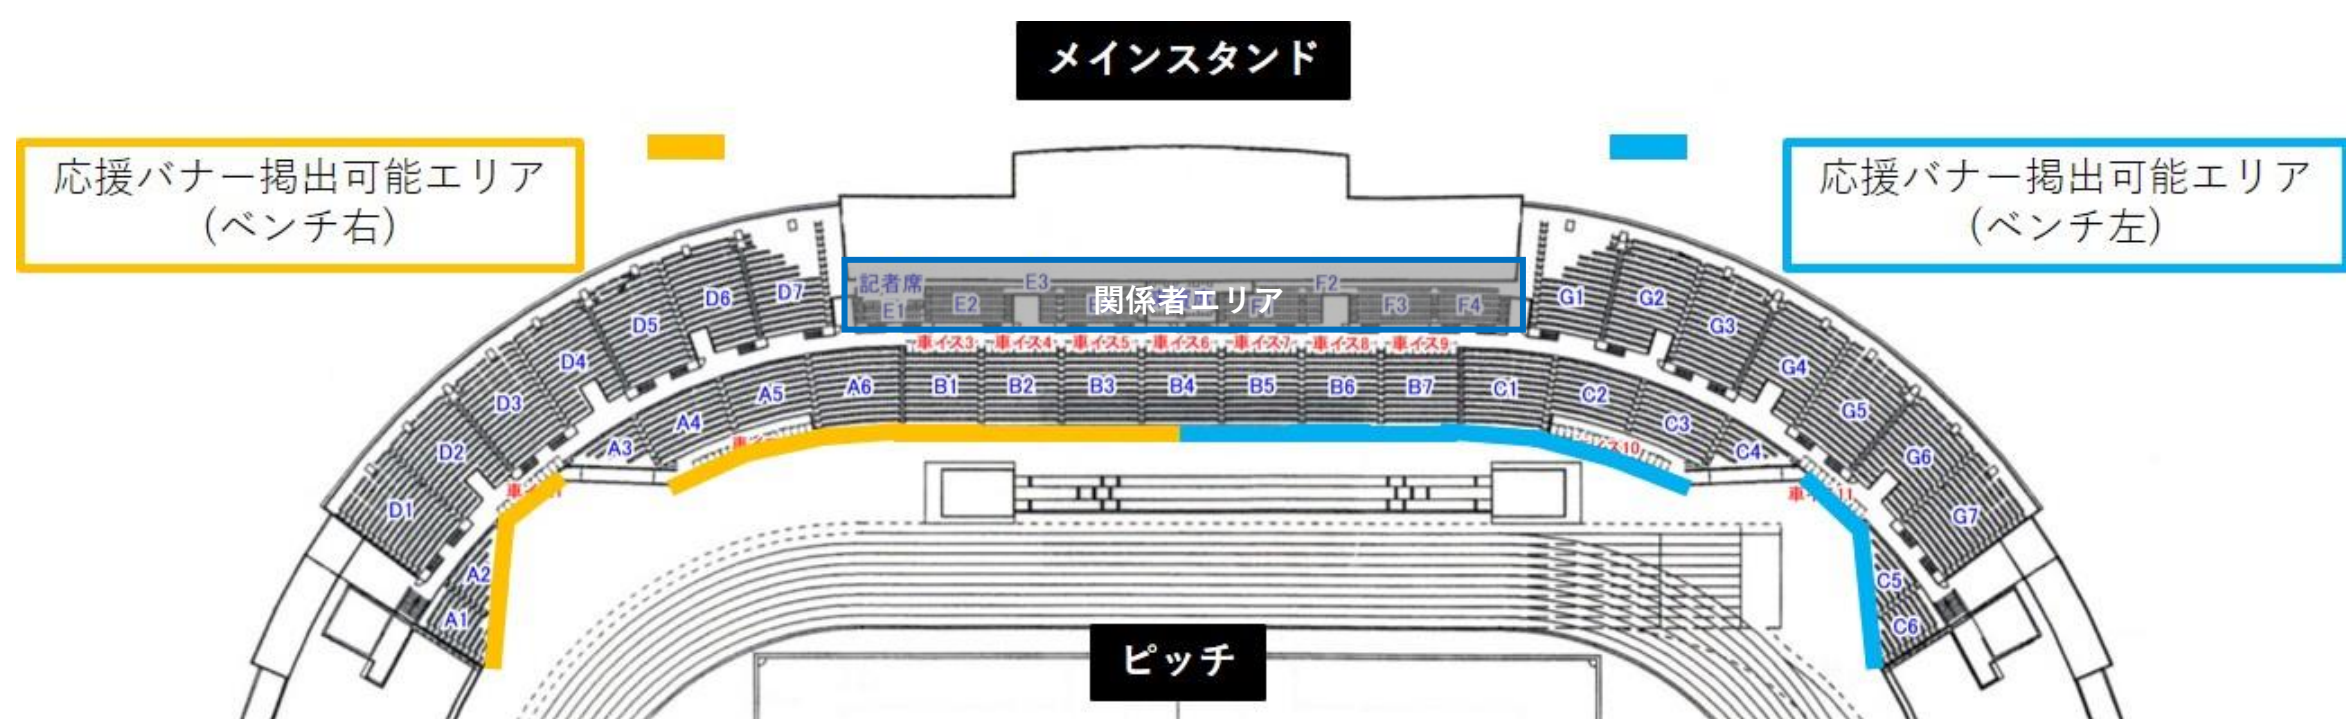 メインスタンド
応援バナー掲出可能エリア
(ベンチ右)
応援バナー掲出可能エリア
(ベンチ左)
記者席
E3
F2
E1
E2
関係者エリア
F3
F4
D7
D6
D5
D4
D3
D2
D1
G1
G2
G3
G4
G5
G6
G7
車イス3
車イス4
車イス5
車イス6
車イス7
車イス8
車イス9
A6
B1
B2
B3
B4
B5
B6
B7
C1
A5
A4
A3
C2
C3
C4
A2
A1
C5
C6
ピッチ